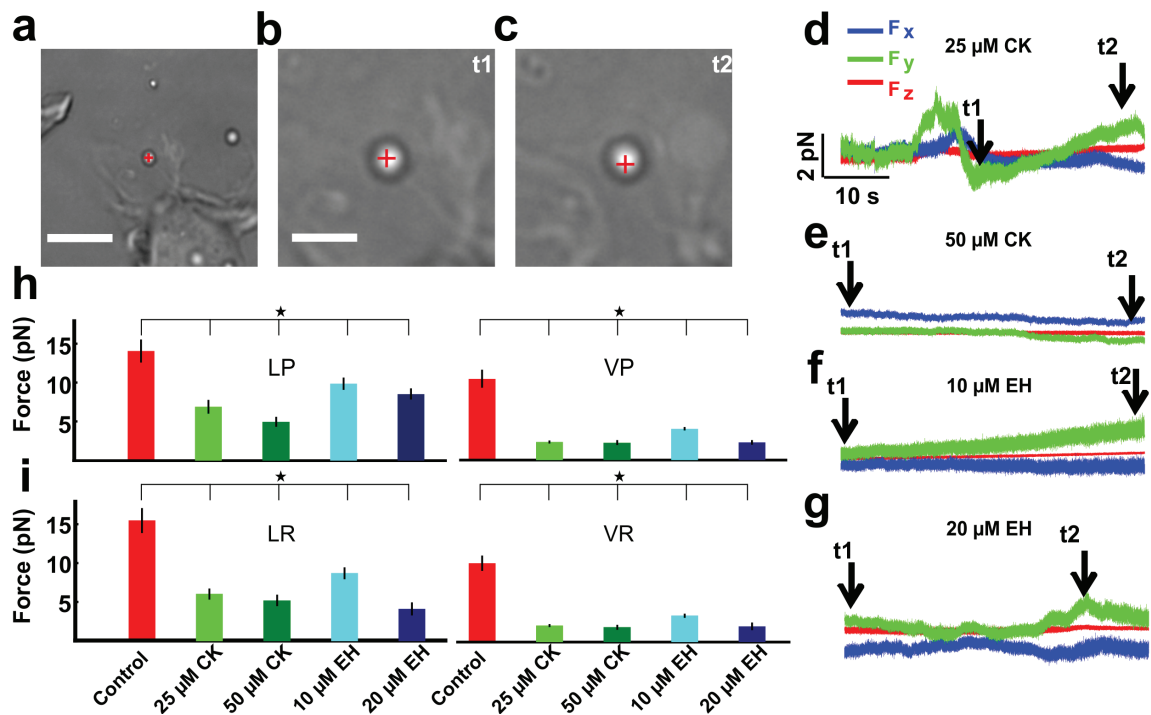 a
b
t1
c
t2
d
Fx
Fy
Fz
25 µM CK
t1
t2
2 pN
10 s
e
50 µM CK
t1
t2
f
10 µM EH
t1
t2
g
20 µM EH
t1
t2
h
★
★
Force (pN)
15
10
5
LP
VP
i
★
★
Force (pN)
15
10
5
LR
VR
Control
25 µM CK
50 µM CK
10 µM EH
20 µM EH
Control
25 µM CK
50 µM CK
10 µM EH
20 µM EH